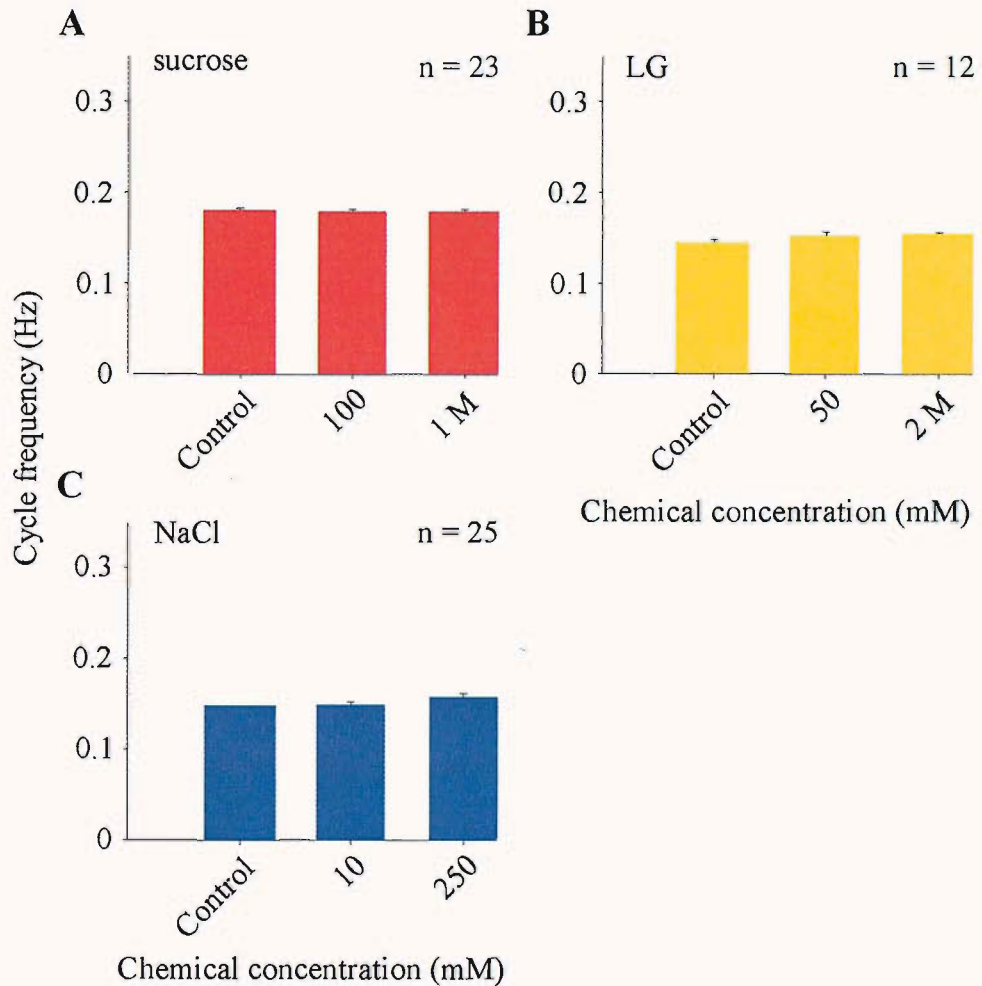 A
sucrose
n = 23
0.3
0.2
0.1
0
Control
100
1 M
B
LG
n = 12
0.3
0.2
0.1
0
Control
50
2 M
Chemical concentration (mM)
Cycle frequency (Hz)
C
NaCl
n = 25
0.3
0.2
0.1
0
Control
10
250
Chemical concentration (mM)